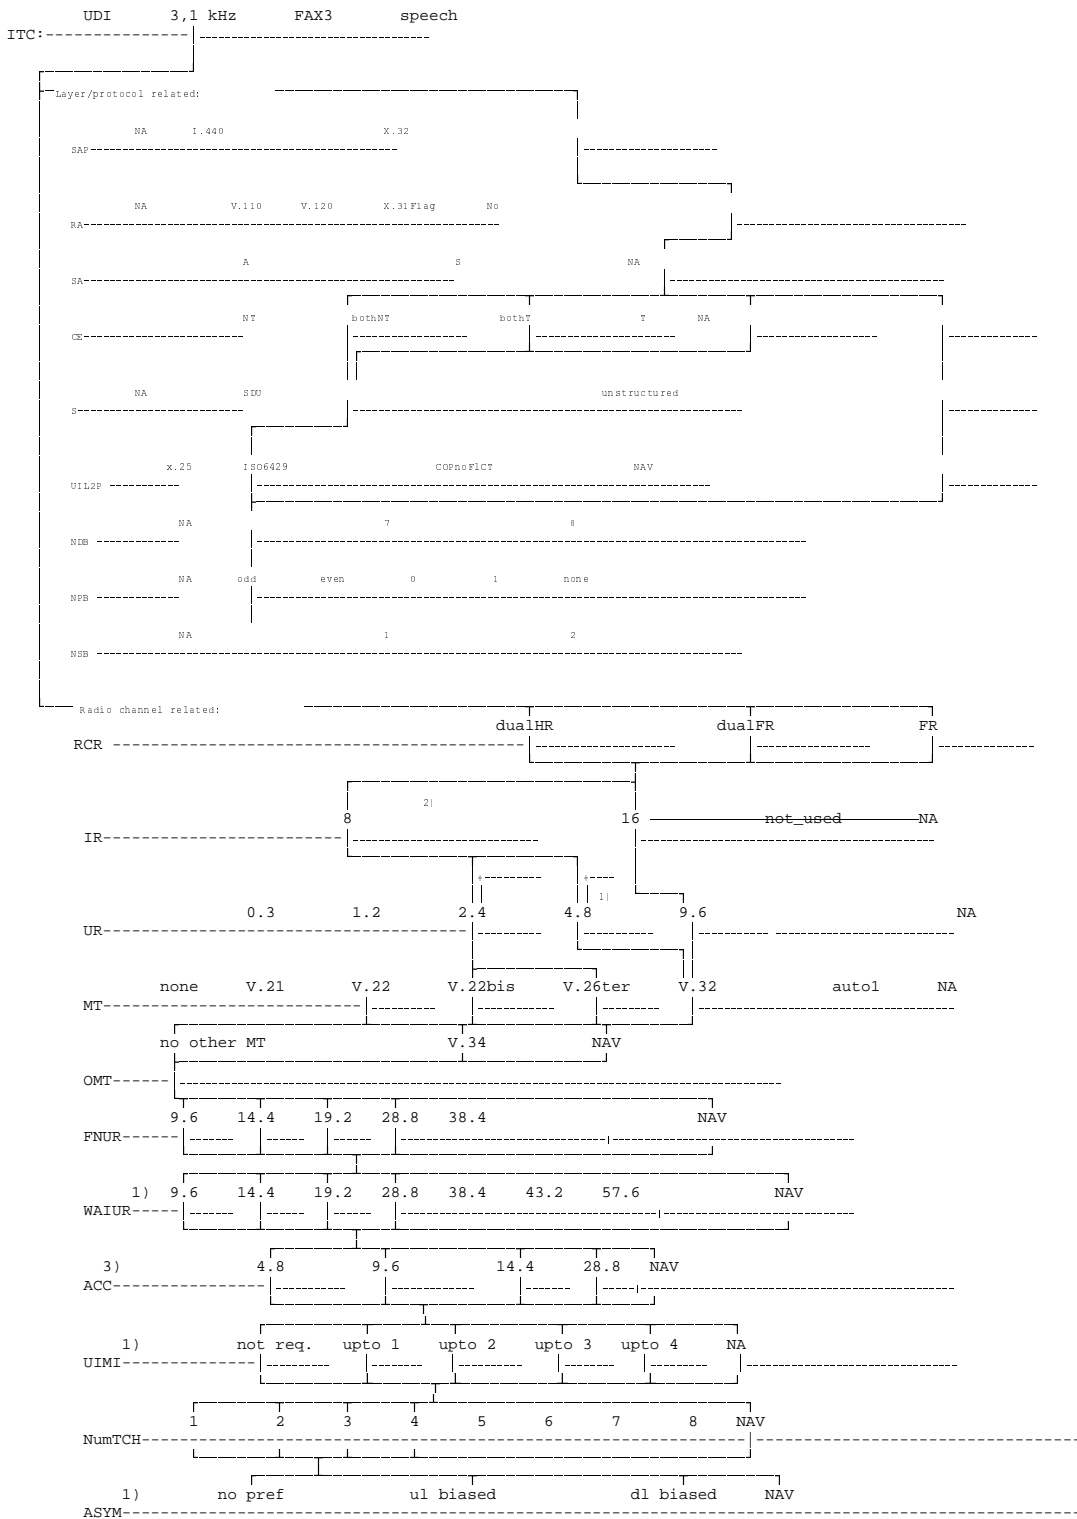 UDI 3,1 kHz FAX3 speech
ITC:
Layer/protocol related:
NA I.440 X.32
SAP
NA V.110 V.120 X.31Flag No
RA
A S NA
SA
NT bothNT bothT T NA
CE
NA SDU unstructured
S
x.25 ISO6429 COPnoFlCT NAV
UIL2P
NA 7 8
NDB
NA odd even 0 1 none
NPB
NA 1 2
NSB
Radio channel related:
dualHR dualFR FR
RCR
2|
8 16 not_used NA
IR
+ +
1|
0.3 1.2 2.4 4.8 9.6 NA
UR
none V.21 V.22 V.22bis V.26ter V.32 auto1 NA
MT
no other MT V.34 NAV
OMT
9.6 14.4 19.2 28.8 38.4 NAV
FNUR
1) 9.6 14.4 19.2 28.8 38.4 43.2 57.6 NAV
WAIUR
3) 4.8 9.6 14.4 28.8 NAV
ACC
1) not req. upto 1 upto 2 upto 3 upto 4 NA
UIMI
1 2 3 4 5 6 7 8 NAV
NumTCH
1) no pref ul biased dl biased NAV
ASYM